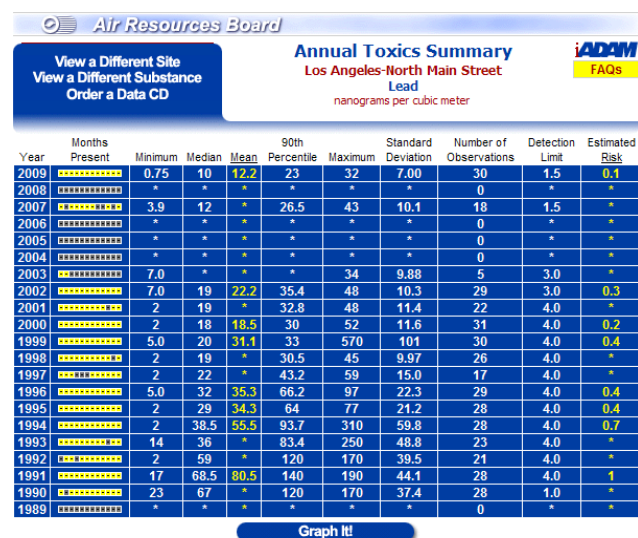 Air Resources Board
View a Different Site
View a Different Substance
Order a Data CD
Annual Toxics Summary
Los Angeles-North Main Street
Lead
nanograms per cubic meter
iADAM
FAQs
Year Months Present Minimum Median Mean 90th Percentile Maximum Standard Deviation Number of Observations Detection Limit Estimated Risk
2009 0.75 10 12.2 23 32 7.00 30 1.5 0.1
2008 * * * * * * 0 * *
2007 3.9 12 * 26.5 43 10.1 18 1.5 *
2006 * * * * * * 0 * *
2005 * * * * * * 0 * *
2004 * * * * * * 0 * *
2003 7.0 * * * 34 9.88 5 3.0 *
2002 7.0 19 22.2 35.4 48 10.3 29 3.0 0.3
2001 2 19 * 32.8 48 11.4 22 4.0 *
2000 2 18 18.5 30 52 11.6 31 4.0 0.2
1999 5.0 20 31.1 33 570 101 30 4.0 0.4
1998 2 19 * 30.5 45 9.97 26 4.0 *
1997 2 22 * 43.2 59 15.0 17 4.0 *
1996 5.0 32 35.3 66.2 97 22.3 29 4.0 0.4
1995 2 29 34.3 64 77 21.2 28 4.0 0.4
1994 2 38.5 55.5 93.7 310 59.8 28 4.0 0.7
1993 14 36 * 83.4 250 48.8 23 4.0 *
1992 2 59 * 120 170 39.5 21 4.0 *
1991 17 68.5 80.5 140 190 44.1 28 4.0 1
1990 23 67 * 120 170 37.4 28 1.0 *
1989 * * * * * * 0 * *
Graph It!